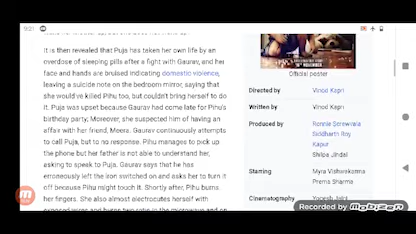 9:21
It is then revealed that Puja has taken her own life by an
overdose of sleeping pills after a fight with Gaurav, and her
face and hands are bruised indicating domestic violence,
leaving a suicide note on the bedroom mirror, saying that
she would've killed Pihu too, but couldn't bring herself to do
it. Puja was upset because Gaurav had come late for Pihu's
birthday party. Moreover, she suspected him of having an
affair with her friend, Meera. Gaurav continuously attempts
to call Puja, but to no response. Pihu manages to pick up
the phone but her father is not able to understand her,
asking to speak to Puja. Gaurav says that he has
erroneously left the iron switched on and asks her to turn it
off because Pihu might touch it. Shortly after, Pihu burns
her fingers. She also almost electrocutes herself with
Official poster
Directed by
Vinod Kapri
Written by
Vinod Kapri
Produced by
Ronnie Screwvala
Siddharth Roy
Kapur
Shilpa Jindal
Starring
Myra Vishwakarma
Prerna Sharma
Cinematography
Yogesh Jaini
Recorded by
MOBIZEN